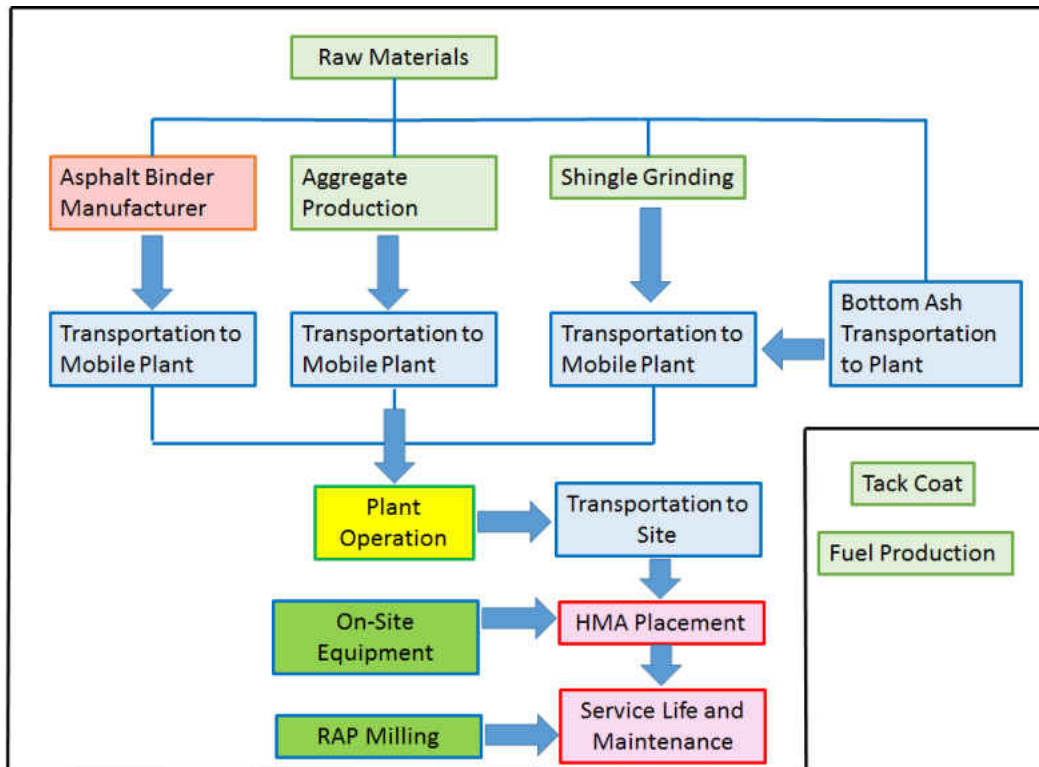 Raw Materials
Asphalt Binder
Manufacturer
Aggregate
Production
Shingle Grinding
Transportation to
Mobile Plant
Transportation to
Mobile Plant
Transportation to
Mobile Plant
Bottom Ash
Transportation
to Plant
Plant
Operation
Transportation to
Site
Tack Coat
Fuel Production
On-Site
Equipment
HMA Placement
RAP Milling
Service Life and
Maintenance